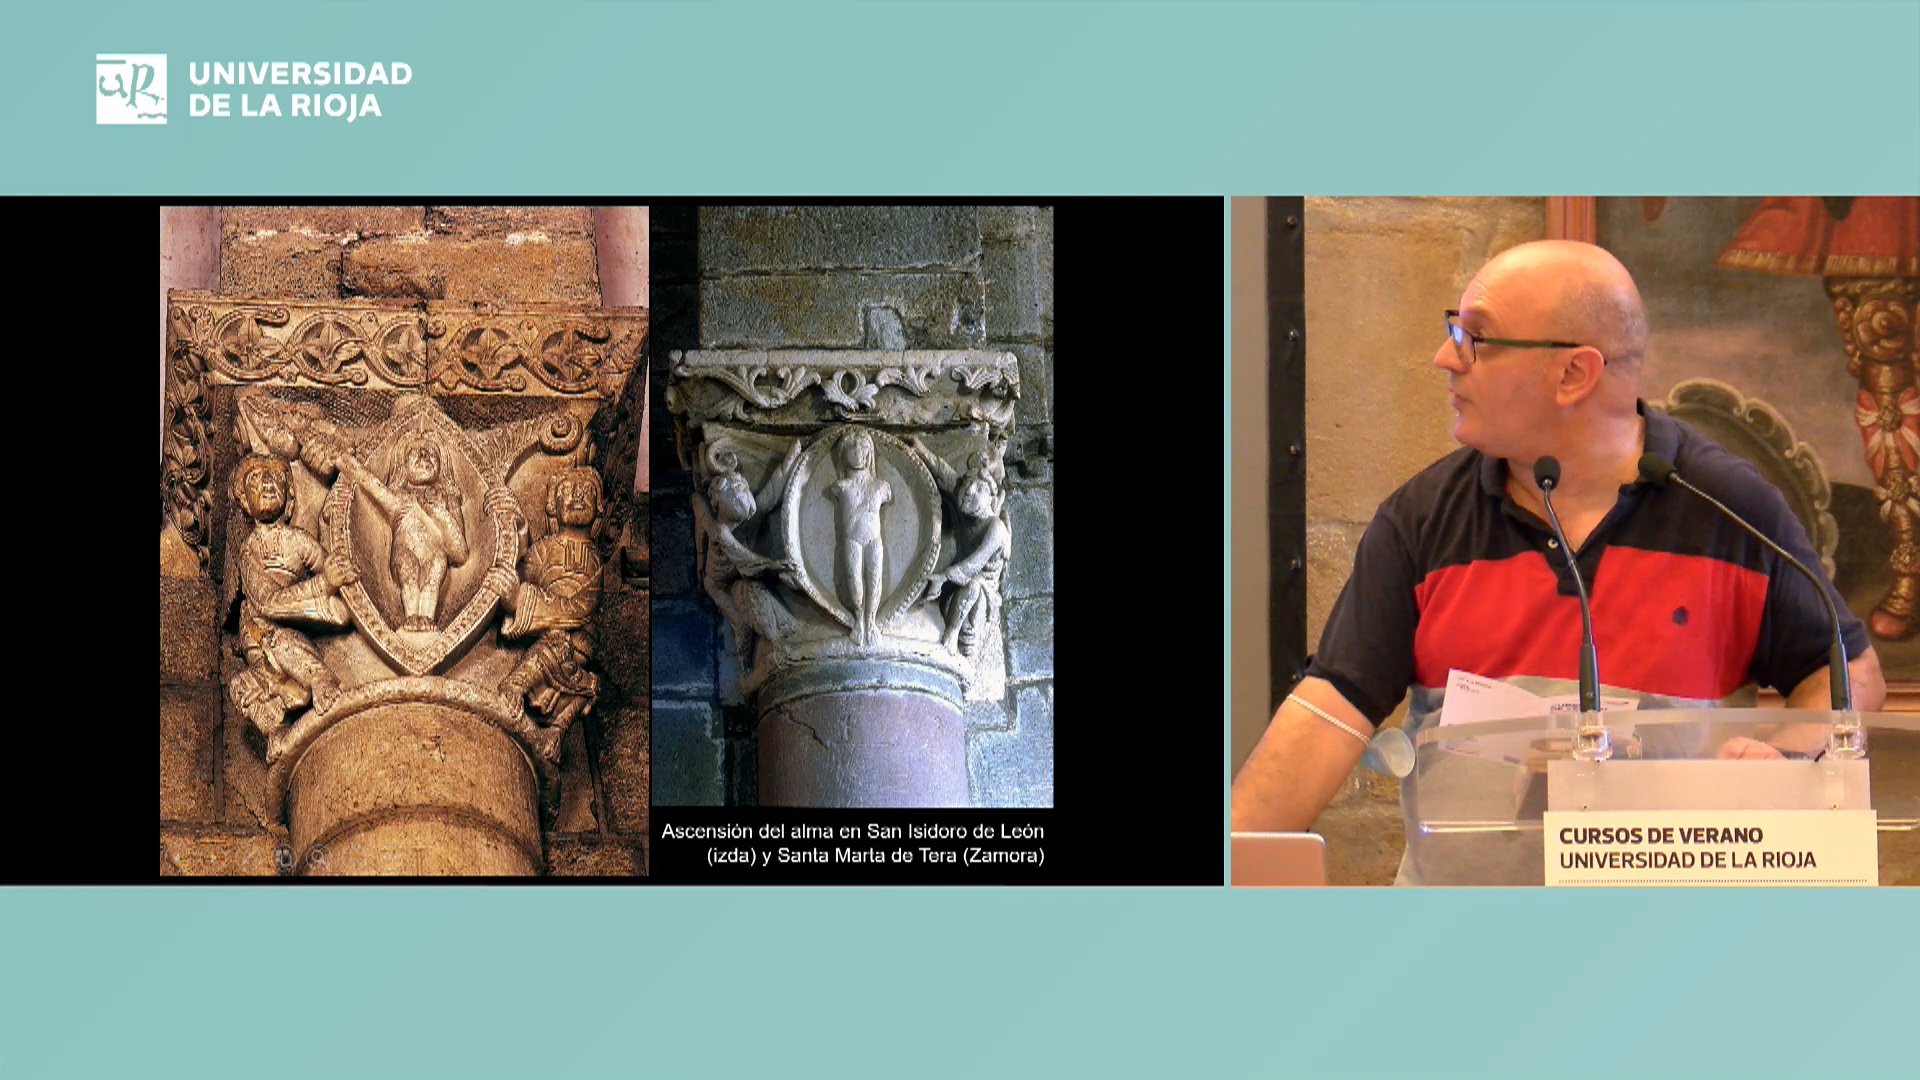 UNIVERSIDAD
DE LA RIOJA
Ascensión del alma en San Isidoro de León
(izda) y Santa Marta de Tera (Zamora)
CURSOS DE VERANO
UNIVERSIDAD DE LA RIOJA